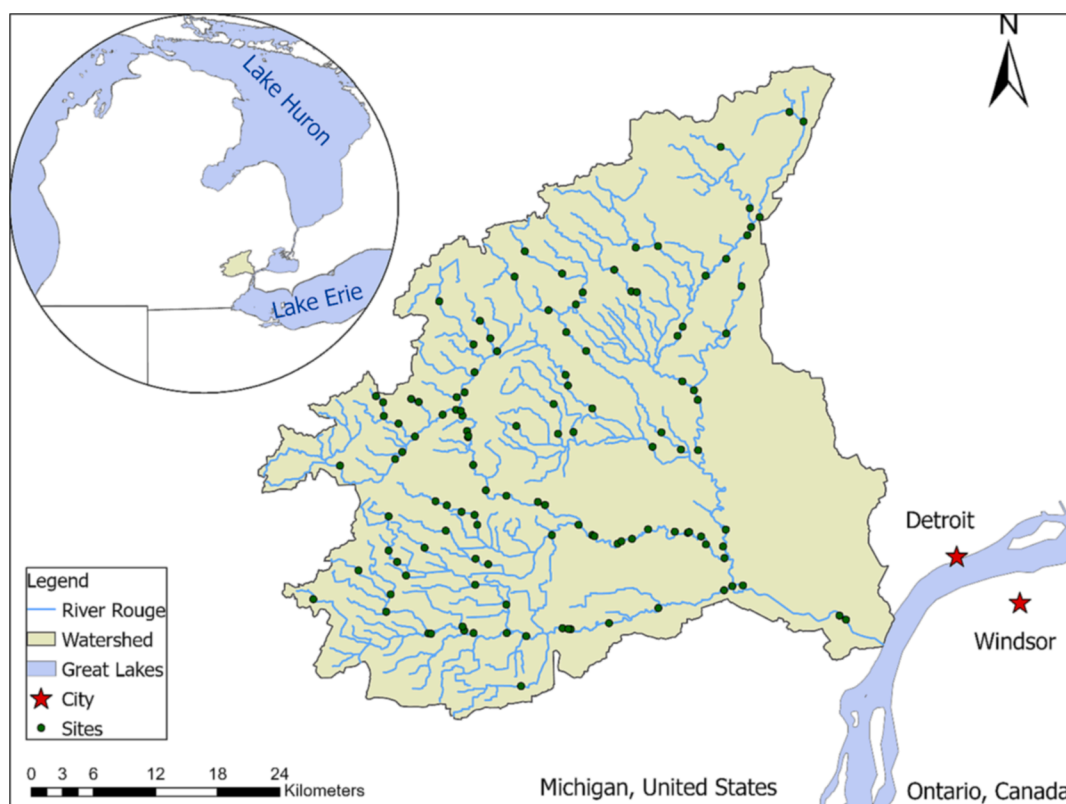 N
Lake Huron
Lake Erie
Detroit
Windsor
Legend
River Rouge
Watershed
Great Lakes
City
Sites
0 3 6 12 18 24
Kilometers
Michigan, United States
Ontario, Canada